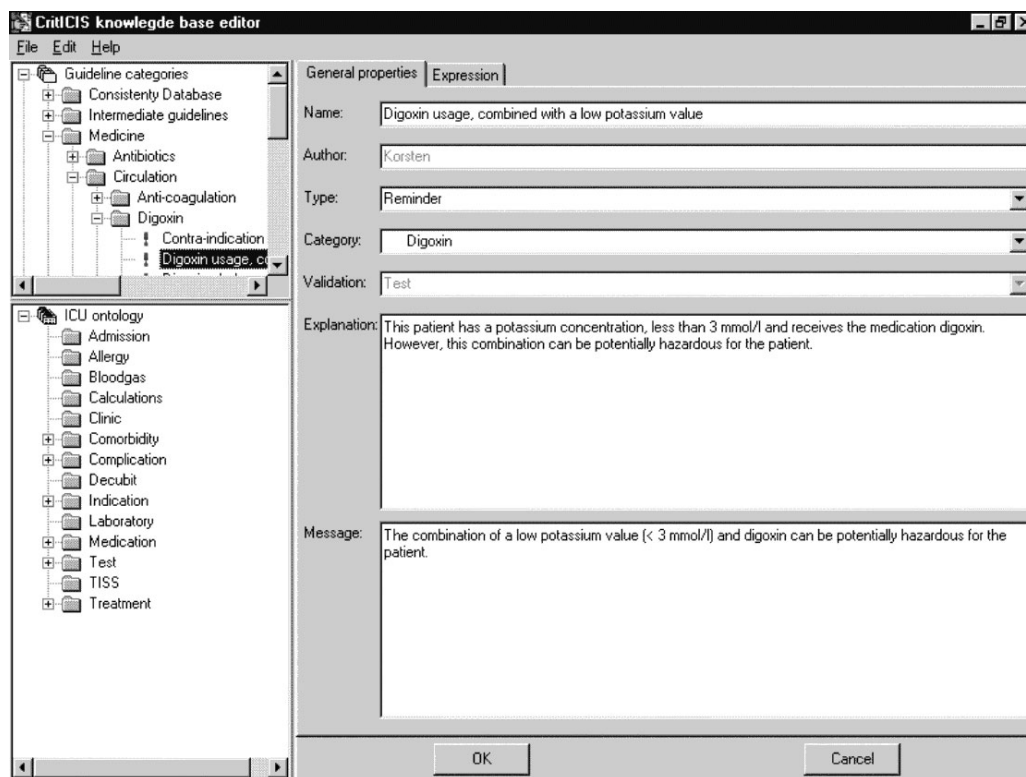 CritICIS knowlegde base editor
File Edit Help
Guideline categories
Consistenty Database
Intermediate guidelines
Medicine
Antibiotics
Circulation
Anti-coagulation
Digoxin
Contra-indication
Digoxin usage, co
ICU ontology
Admission
Allergy
Bloodgas
Calculations
Clinic
Comorbidity
Complication
Decubit
Indication
Laboratory
Medication
Test
TISS
Treatment
General properties Expression
Name: Digoxin usage, combined with a low potassium value
Author: Korsten
Type: Reminder
Category: Digoxin
Validation: Test
Explanation: This patient has a potassium concentration, less than 3 mmol/l and receives the medication digoxin.
However, this combination can be potentially hazardous for the patient.
Message: The combination of a low potassium value (< 3 mmol/l) and digoxin can be potentially hazardous for the
patient.
OK Cancel